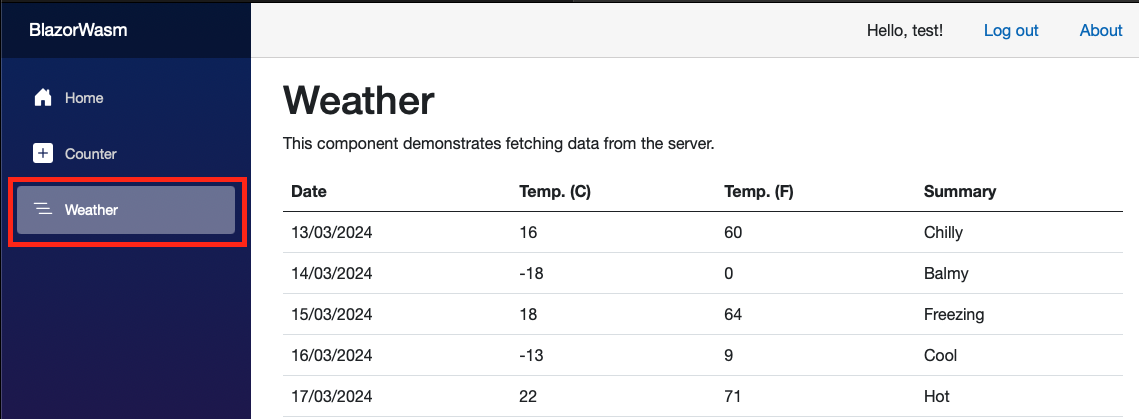 BlazorWasm
Hello, test! Log out About
Home
Counter
Weather
Weather
This component demonstrates fetching data from the server.
Date Temp. (C) Temp. (F) Summary
13/03/2024 16 60 Chilly
14/03/2024 -18 0 Balmy
15/03/2024 18 64 Freezing
16/03/2024 -13 9 Cool
17/03/2024 22 71 Hot